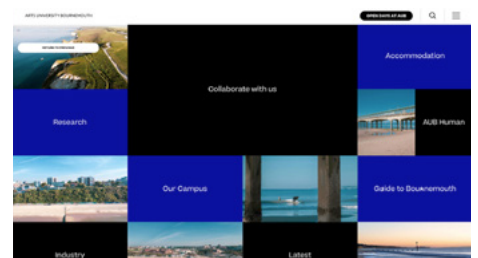 ARTS UNIVERSITY BOURNEMOUTH
OPEN DAYS AT AUB
Collaborate with us
Accommodation
Research
AUB Human
Our Campus
Guide to Bournemouth
Industry
Latest